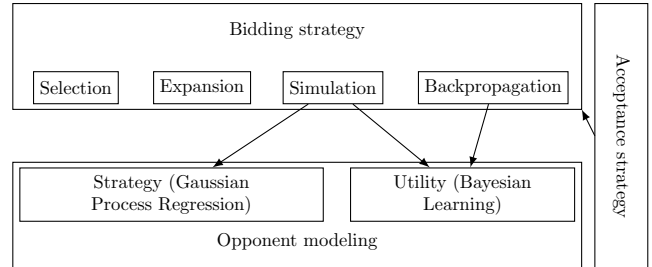 Bidding strategy
Selection
Expansion
Simulation
Backpropagation
Acceptance strategy
Strategy (Gaussian
Process Regression)
Utility (Bayesian
Learning)
Opponent modeling